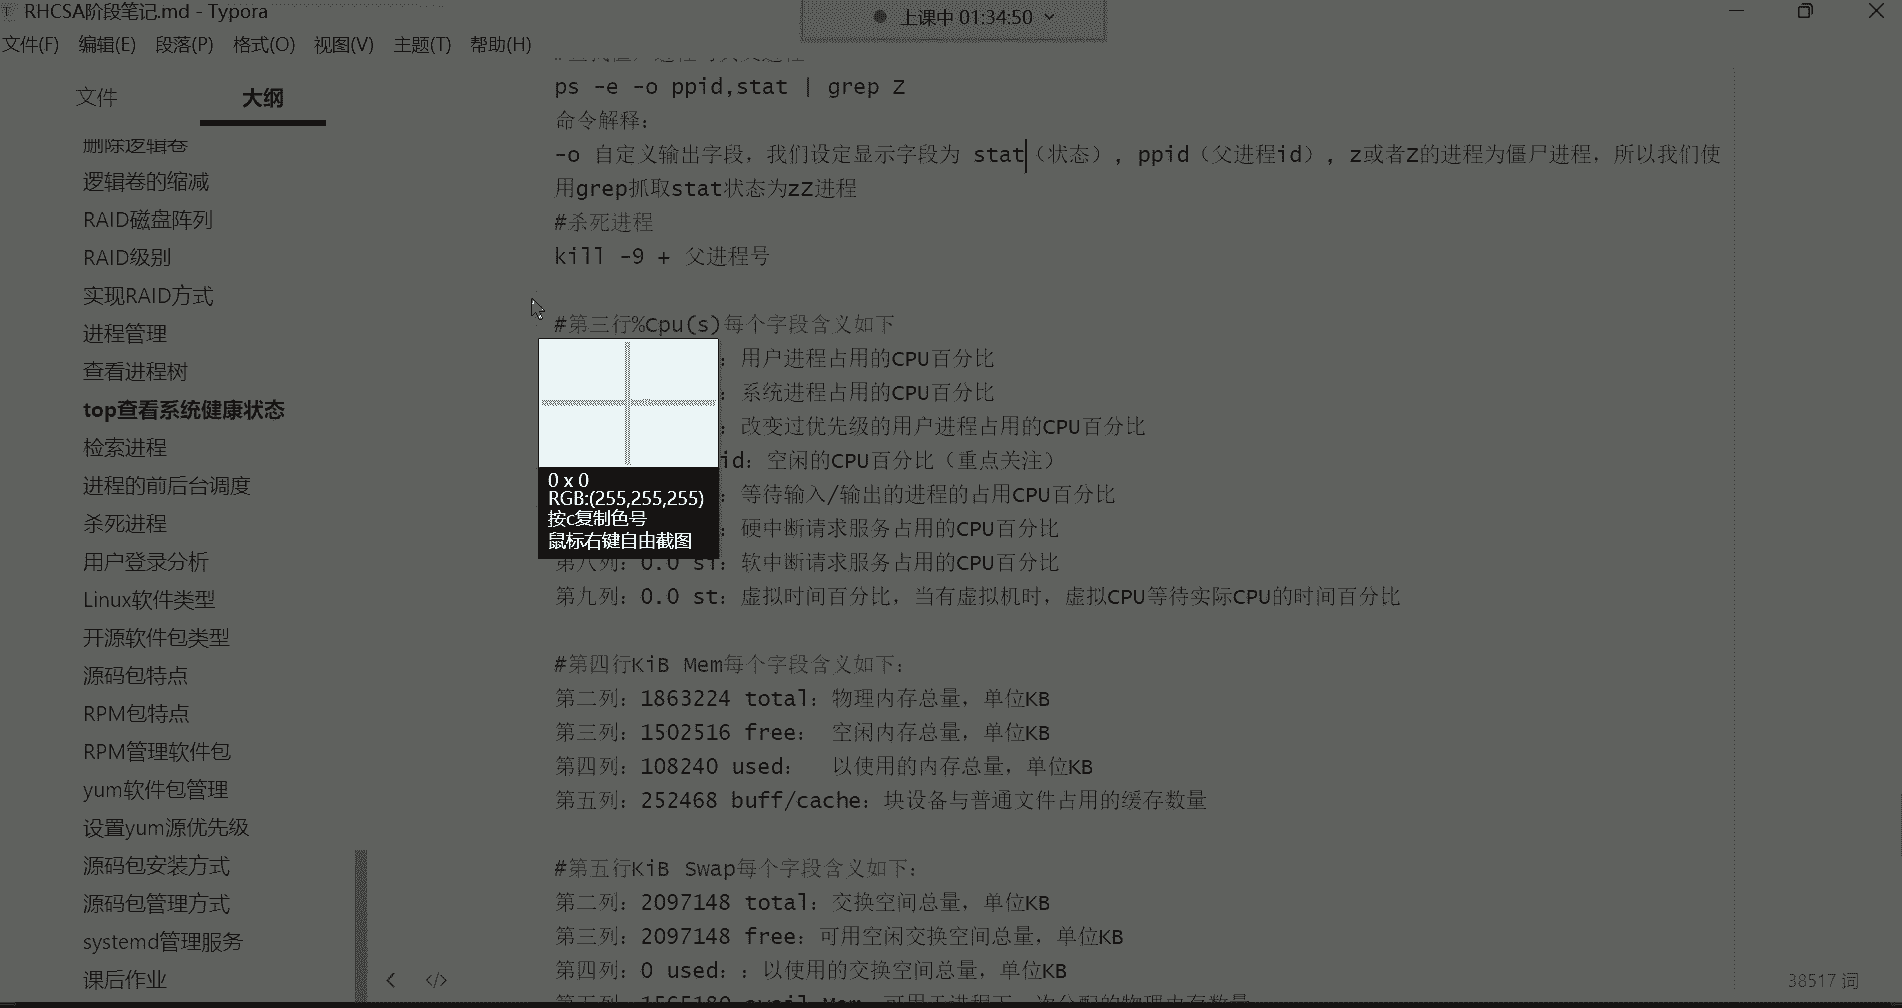 RHCSA阶段笔记.md - Typora
上课中 01:34:50
文件(F) 编辑(E) 段落(P) 格式(O) 视图(V) 主题(T) 帮助(H)
文件
大纲
删除逻辑卷
逻辑卷的缩减
RAID磁盘阵列
RAID级别
实现RAID方式
进程管理
查看进程树
top查看系统健康状态
检索进程
进程的前后台调度
杀死进程
用户登录分析
Linux软件类型
开源软件包类型
源码包特点
RPM包特点
RPM管理软件包
yum软件包管理
设置yum源优先级
源码包安装方式
源码包管理方式
systemd管理服务
课后作业
ps -e -o ppid,stat | grep Z
命令解释：
-o 自定义输出字段，我们设定显示字段为 stat（状态）, ppid（父进程id）, z或者Z的进程为僵尸进程，所以我们使
用grep抓取stat状态为zZ进程
#杀死进程
kill -9 + 父进程号
#第三行%Cpu(s)每个字段含义如下
：用户进程占用的CPU百分比
：系统进程占用的CPU百分比
：改变过优先级的用户进程占用的CPU百分比
id：空闲的CPU百分比（重点关注）
：等待输入/输出的进程的占用CPU百分比
：硬中断请求服务占用的CPU百分比
第八列：0.0 si：软中断请求服务占用的CPU百分比
第九列：0.0 st：虚拟时间百分比，当有虚拟机时，虚拟CPU等待实际CPU的时间百分比
0 x 0
RGB:(255,255,255)
按c复制色号
鼠标右键自由截图
#第四行KiB Mem每个字段含义如下：
第二列：1863224 total：物理内存总量，单位KB
第三列：1502516 free： 空闲内存总量，单位KB
第四列：108240 used：  以使用的内存总量，单位KB
第五列：252468 buff/cache：块设备与普通文件占用的缓存数量
#第五行KiB Swap每个字段含义如下：
第二列：2097148 total：交换空间总量，单位KB
第三列：2097148 free：可用空闲交换空间总量，单位KB
第四列：0 used：：以使用的交换空间总量，单位KB